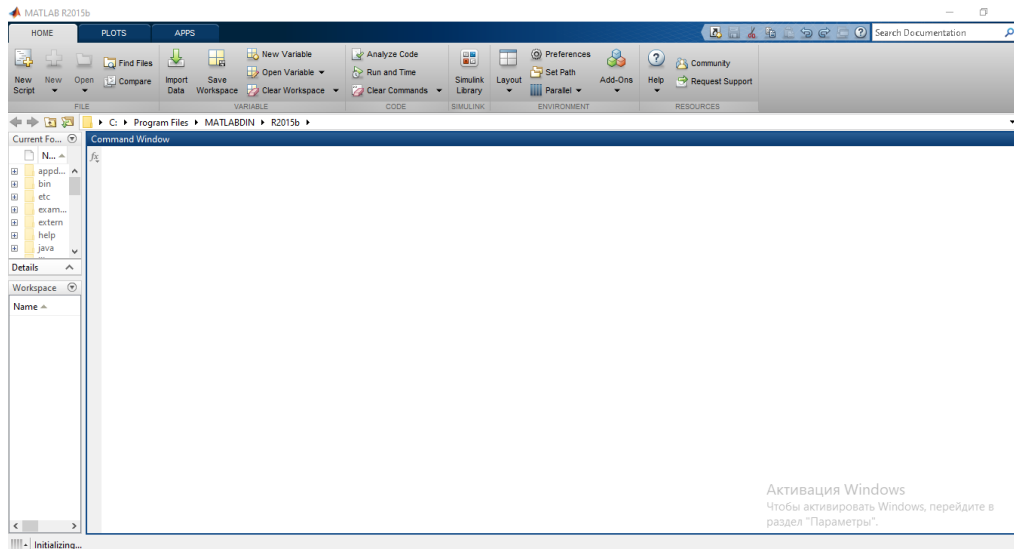 MATLAB R2015b
HOME PLOTS APPS
Search Documentation
New Script
New
Open
Find Files
Compare
Import Data
Save Workspace
New Variable
Open Variable
Clear Workspace
Analyze Code
Run and Time
Clear Commands
Simulink Library
Layout
Preferences
Set Path
Parallel
Add-Ons
Help
Community
Request Support
FILE VARIABLE CODE SIMULINK ENVIRONMENT RESOURCES
C: Program Files MATLABDIN R2015b
Current Fo...
Command Window
N...
fx
appd...
bin
etc
exam...
extern
help
java
Details
Workspace
Name
Активация Windows
Чтобы активировать Windows, перейдите в
раздел "Параметры".
Initializing...